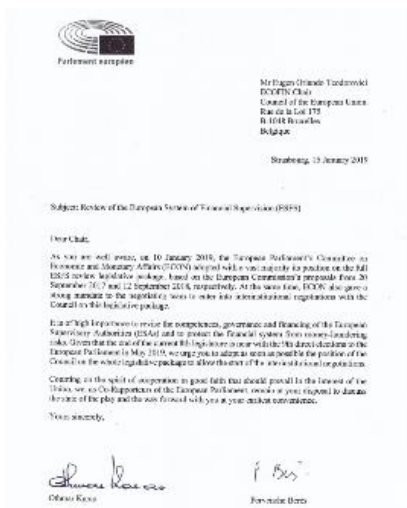 Parlement européen
Mr Eugen Orlando Teodorovici
ECOFIN Chair
Council of the European Union
Rue de la Loi 175
B-1048 Bruxelles
Belgique
Strasbourg, 15 January 2019
Subject: Review of the European System of Financial Supervision (ESFS)
Dear Chair,
As you are well aware, on 10 January 2019, the European Parliament's Committee on
Economic and Monetary Affairs (ECON) adopted with a vast majority its position on the full
ESFS review legislative package, based on the European Commission's proposals from 20
September 2017 and 12 September 2018, respectively. At the same time, ECON also gave a
strong mandate to the negotiating team to enter into interinstitutional negotiations with the
Council on this legislative package.
It is of high importance to revise the competences, governance and financing of the European
Supervisory Authorities (ESAs) and to protect the financial system from money-laundering
risks. Given that the end of the current 8th legislature is near with the 9th direct elections to the
European Parliament in May 2019, we urge you to adopt as soon as possible the position of the
Council on the whole legislative package to allow the start of the interinstitutional negotiations.
Counting on the spirit of cooperation in good faith that should prevail in the interest of the
Union, we, as Co-Rapporteurs of the European Parliament, remain at your disposal to discuss
the state of the play and the way forward with you at your earliest convenience.
Yours sincerely,
Othmar Karas
P Berès
Othmar Karas
Pervenche Berès